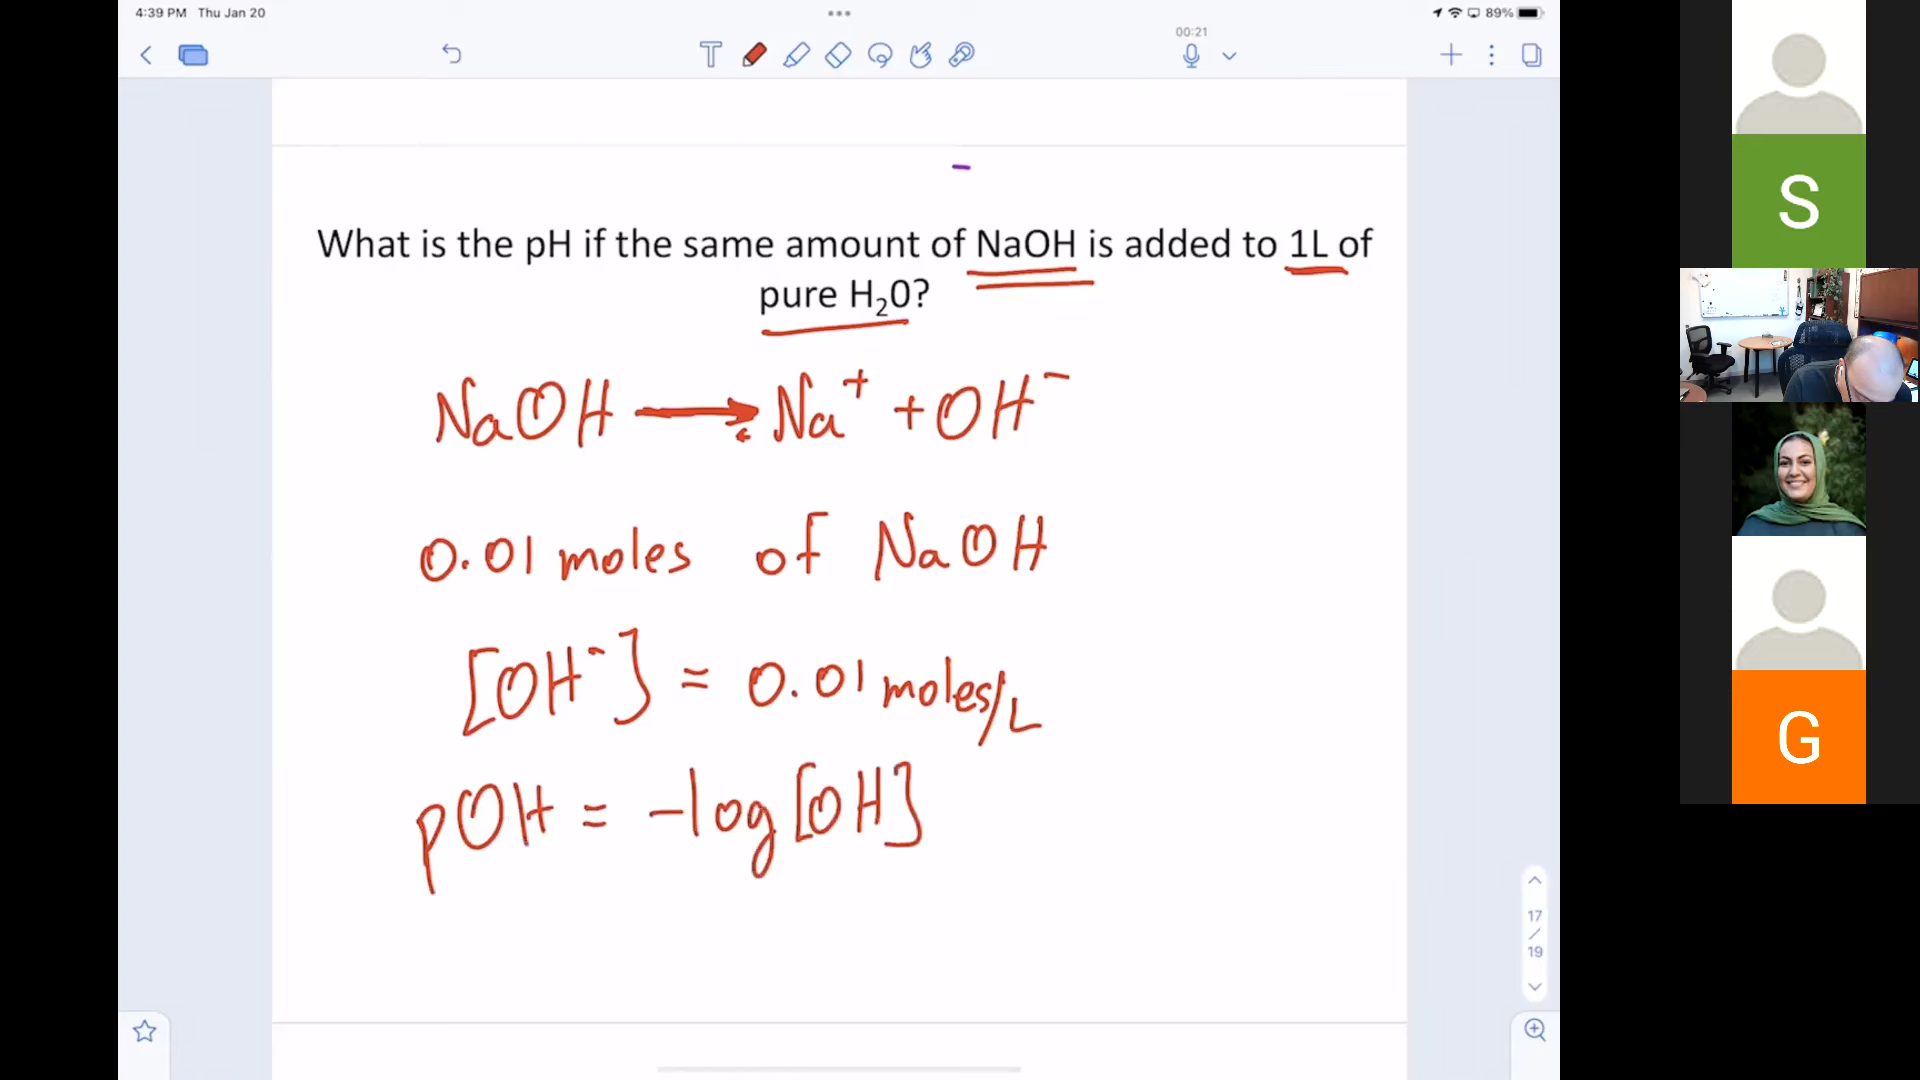 4:39 PM Thu Jan 20
89%
00:21
T
What is the pH if the same amount of NaOH is added to 1L of
pure H₂0?
NaOH → Na⁺ + OH⁻
0.01 moles of NaOH
[OH⁻] = 0.01 moles/L
pOH = -log[OH]
17
/
19
S
G